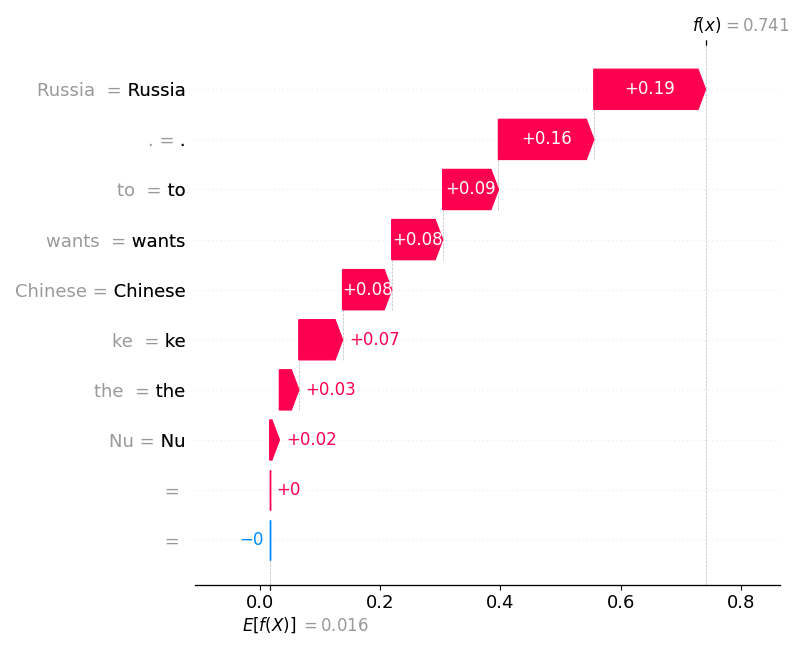 f(x) = 0.741
Russia = Russia
+0.19
. = .
+0.16
to = to
+0.09
wants = wants
+0.08
Chinese = Chinese
+0.08
ke = ke
+0.07
the = the
+0.03
Nu = Nu
+0.02
=
+0
=
−0
0.0 0.2 0.4 0.6 0.8
E[f(X)] = 0.016